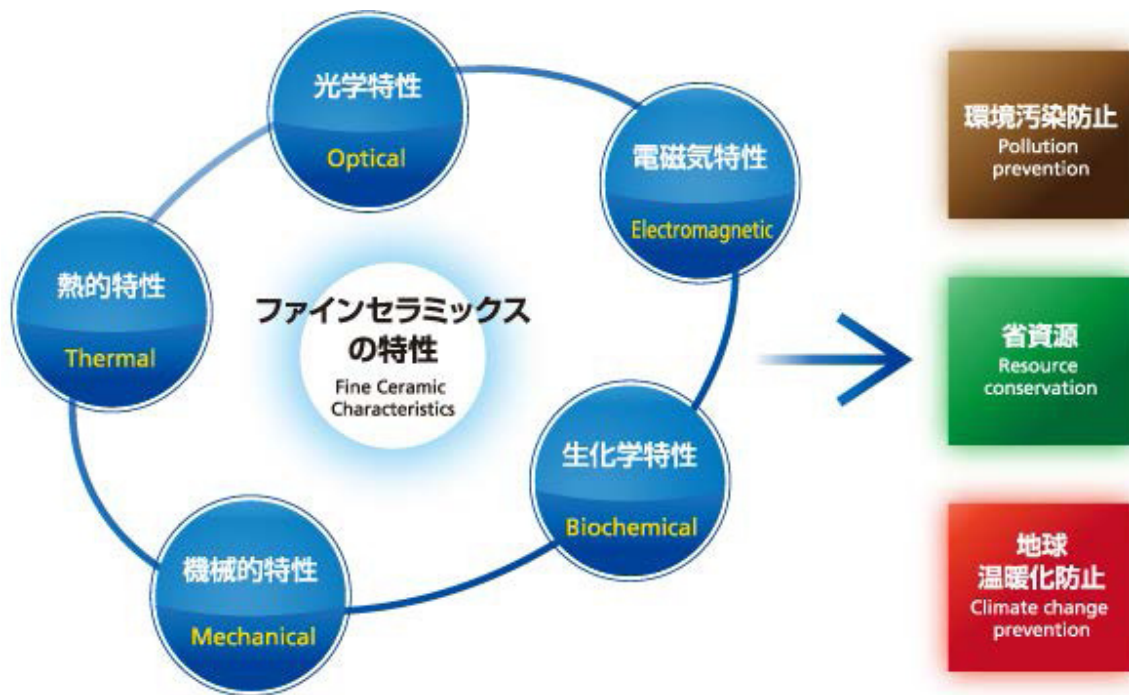 光学特性
Optical
電磁気特性
Electromagnetic
熱的特性
Thermal
ファインセラミックス
の特性
Fine Ceramic
Characteristics
生化学特性
Biochemical
機械的特性
Mechanical
環境汚染防止
Pollution
prevention
省資源
Resource
conservation
地球
温暖化防止
Climate change
prevention